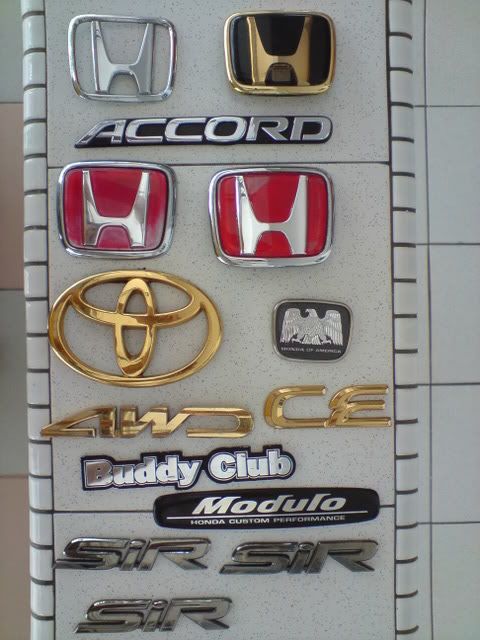 ACCORD
HONDA OF AMERICA
4WD
CE
Buddy Club
Modulo
HONDA CUSTOM PERFORMANCE
SiR
SiR
SiR